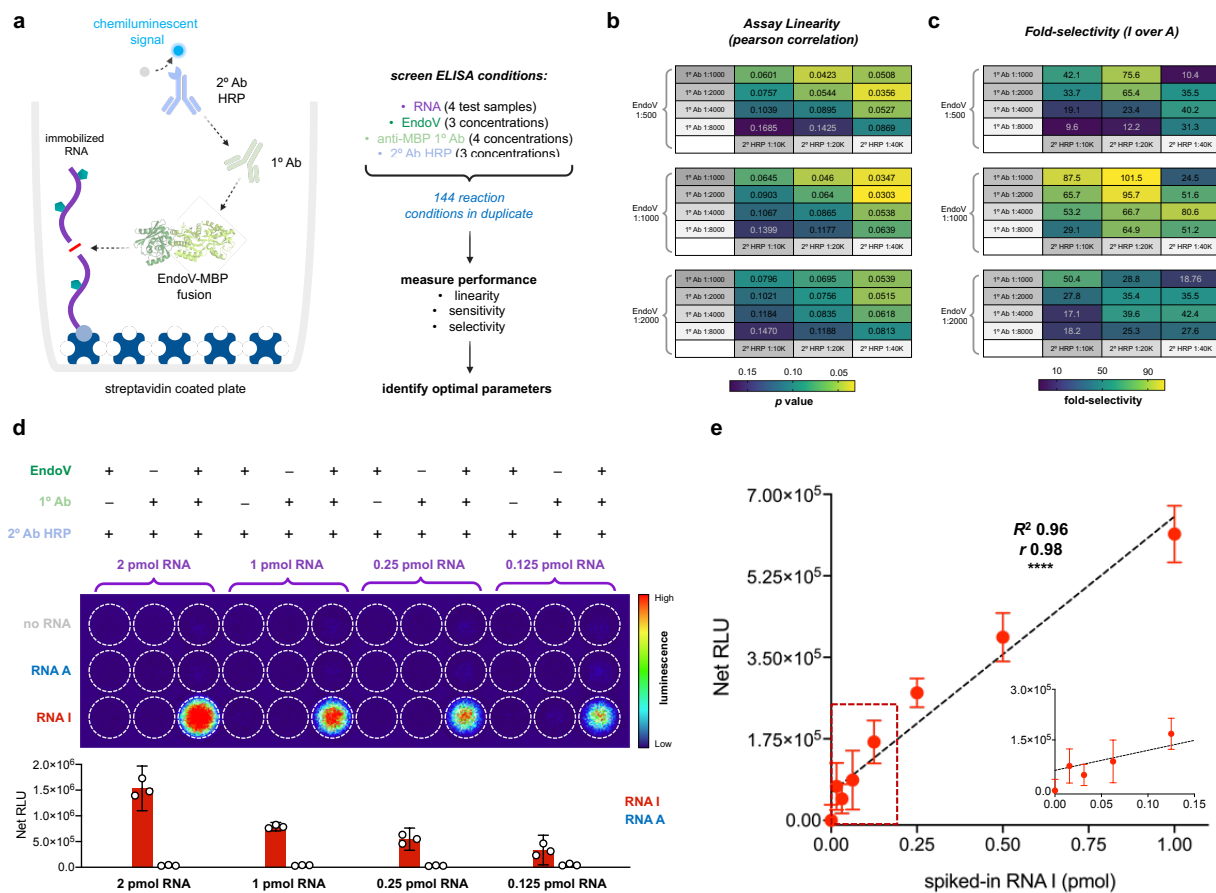 a
chemiluminescent
signal
2º Ab
HRP
immobilized
RNA
1º Ab
EndoV-MBP
fusion
streptavidin coated plate
screen ELISA conditions:
• RNA (4 test samples)
• EndoV (3 concentrations)
• anti-MBP 1º Ab (4 concentrations)
• 2º Ab HRP (3 concentrations)
144 reaction
conditions in duplicate
measure performance
• linearity
• sensitivity
• selectivity
identify optimal parameters
b
Assay Linearity
(pearson correlation)
EndoV
1:500
1º Ab 1:1000 0.0601 0.0423 0.0508
1º Ab 1:2000 0.0757 0.0544 0.0356
1º Ab 1:4000 0.1039 0.0895 0.0527
1º Ab 1:8000 0.1685 0.1425 0.0869
2º HRP 1:10K 2º HRP 1:20K 2º HRP 1:40K
EndoV
1:1000
1º Ab 1:1000 0.0645 0.046 0.0347
1º Ab 1:2000 0.0903 0.064 0.0303
1º Ab 1:4000 0.1067 0.0865 0.0538
1º Ab 1:8000 0.1399 0.1177 0.0639
2º HRP 1:10K 2º HRP 1:20K 2º HRP 1:40K
EndoV
1:2000
1º Ab 1:1000 0.0796 0.0695 0.0539
1º Ab 1:2000 0.1021 0.0756 0.0515
1º Ab 1:4000 0.1184 0.0835 0.0618
1º Ab 1:8000 0.1470 0.1188 0.0813
2º HRP 1:10K 2º HRP 1:20K 2º HRP 1:40K
0.15 0.10 0.05
p value
c
Fold-selectivity (I over A)
EndoV
1:500
1º Ab 1:1000 42.1 75.6 10.4
1º Ab 1:2000 33.7 65.4 35.5
1º Ab 1:4000 19.1 23.4 40.2
1º Ab 1:8000 9.6 12.2 31.3
2º HRP 1:10K 2º HRP 1:20K 2º HRP 1:40K
EndoV
1:1000
1º Ab 1:1000 87.5 101.5 24.5
1º Ab 1:2000 65.7 95.7 51.6
1º Ab 1:4000 53.2 66.7 80.6
1º Ab 1:8000 29.1 64.9 51.2
2º HRP 1:10K 2º HRP 1:20K 2º HRP 1:40K
EndoV
1:2000
1º Ab 1:1000 50.4 28.8 18.76
1º Ab 1:2000 27.8 35.4 35.5
1º Ab 1:4000 17.1 39.6 42.4
1º Ab 1:8000 18.2 25.3 27.6
2º HRP 1:10K 2º HRP 1:20K 2º HRP 1:40K
10 50 90
fold-selectivity
d
EndoV + – + + – + + – + + – +
1º Ab – + + – + + – + + – + +
2º Ab HRP + + + + + + + + + + + +
2 pmol RNA 1 pmol RNA 0.25 pmol RNA 0.125 pmol RNA
no RNA
RNA A
RNA I
High
luminescence
Low
Net RLU
2.0×10⁶
1.5×10⁶
1.0×10⁶
5.0×10⁵
0.0
RNA I
RNA A
2 pmol RNA 1 pmol RNA 0.25 pmol RNA 0.125 pmol RNA
e
Net RLU
7.00×10⁵
5.25×10⁵
3.50×10⁵
1.75×10⁵
0.00
R² 0.96
r 0.98
****
3.0×10⁵
1.5×10⁵
0.0
0.00 0.05 0.10 0.15
0.00 0.25 0.50 0.75 1.00
spiked-in RNA I (pmol)